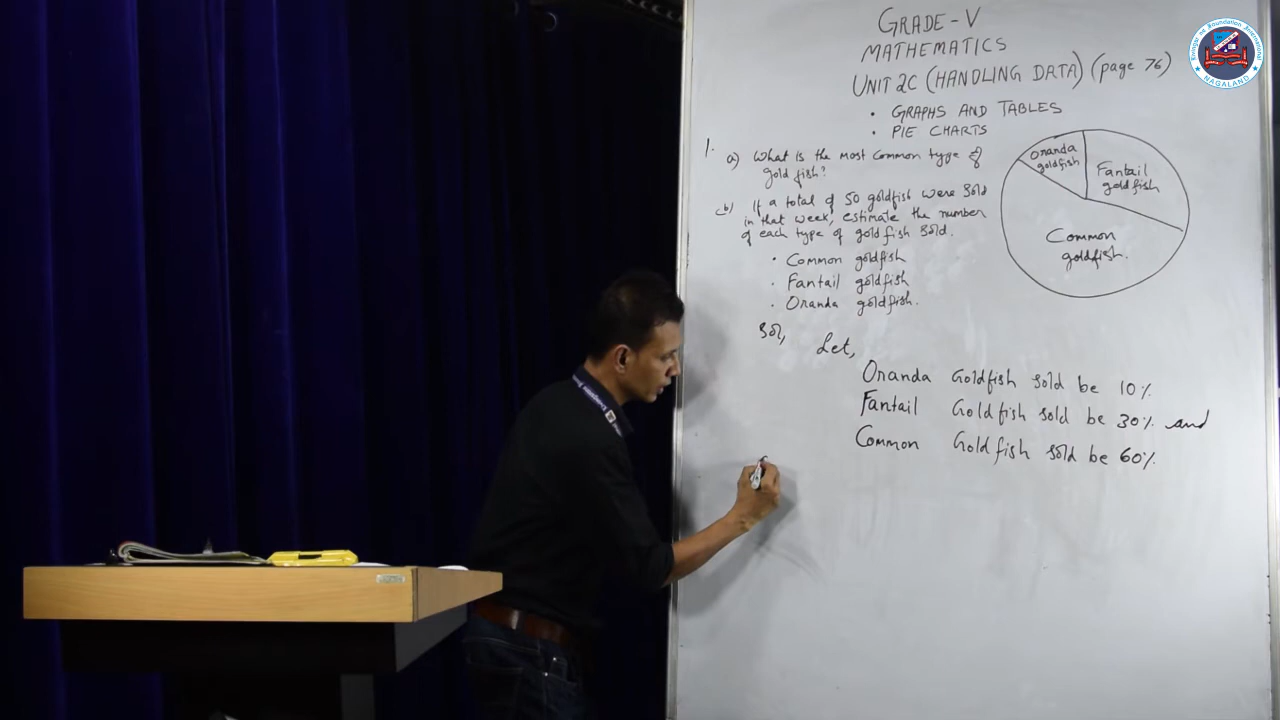 GRADE-V
MATHEMATICS
UNIT 2C (HANDLING DATA) (page 76)
• GRAPHS AND TABLES
• PIE CHARTS
1.
a) What is the most common type of
gold fish?
b) If a total of 50 goldfish were sold
in that week, estimate the number
of each type of goldfish sold.
• Common goldfish
• Fantail goldfish
• Oranda goldfish.
Oranda
goldfish
Fantail
goldfish
Common
goldfish.
Sol,
Let,
Oranda Goldfish sold be 10%.
Fantail Goldfish sold be 30%. and
Common Goldfish sold be 60%.
NAGALAND